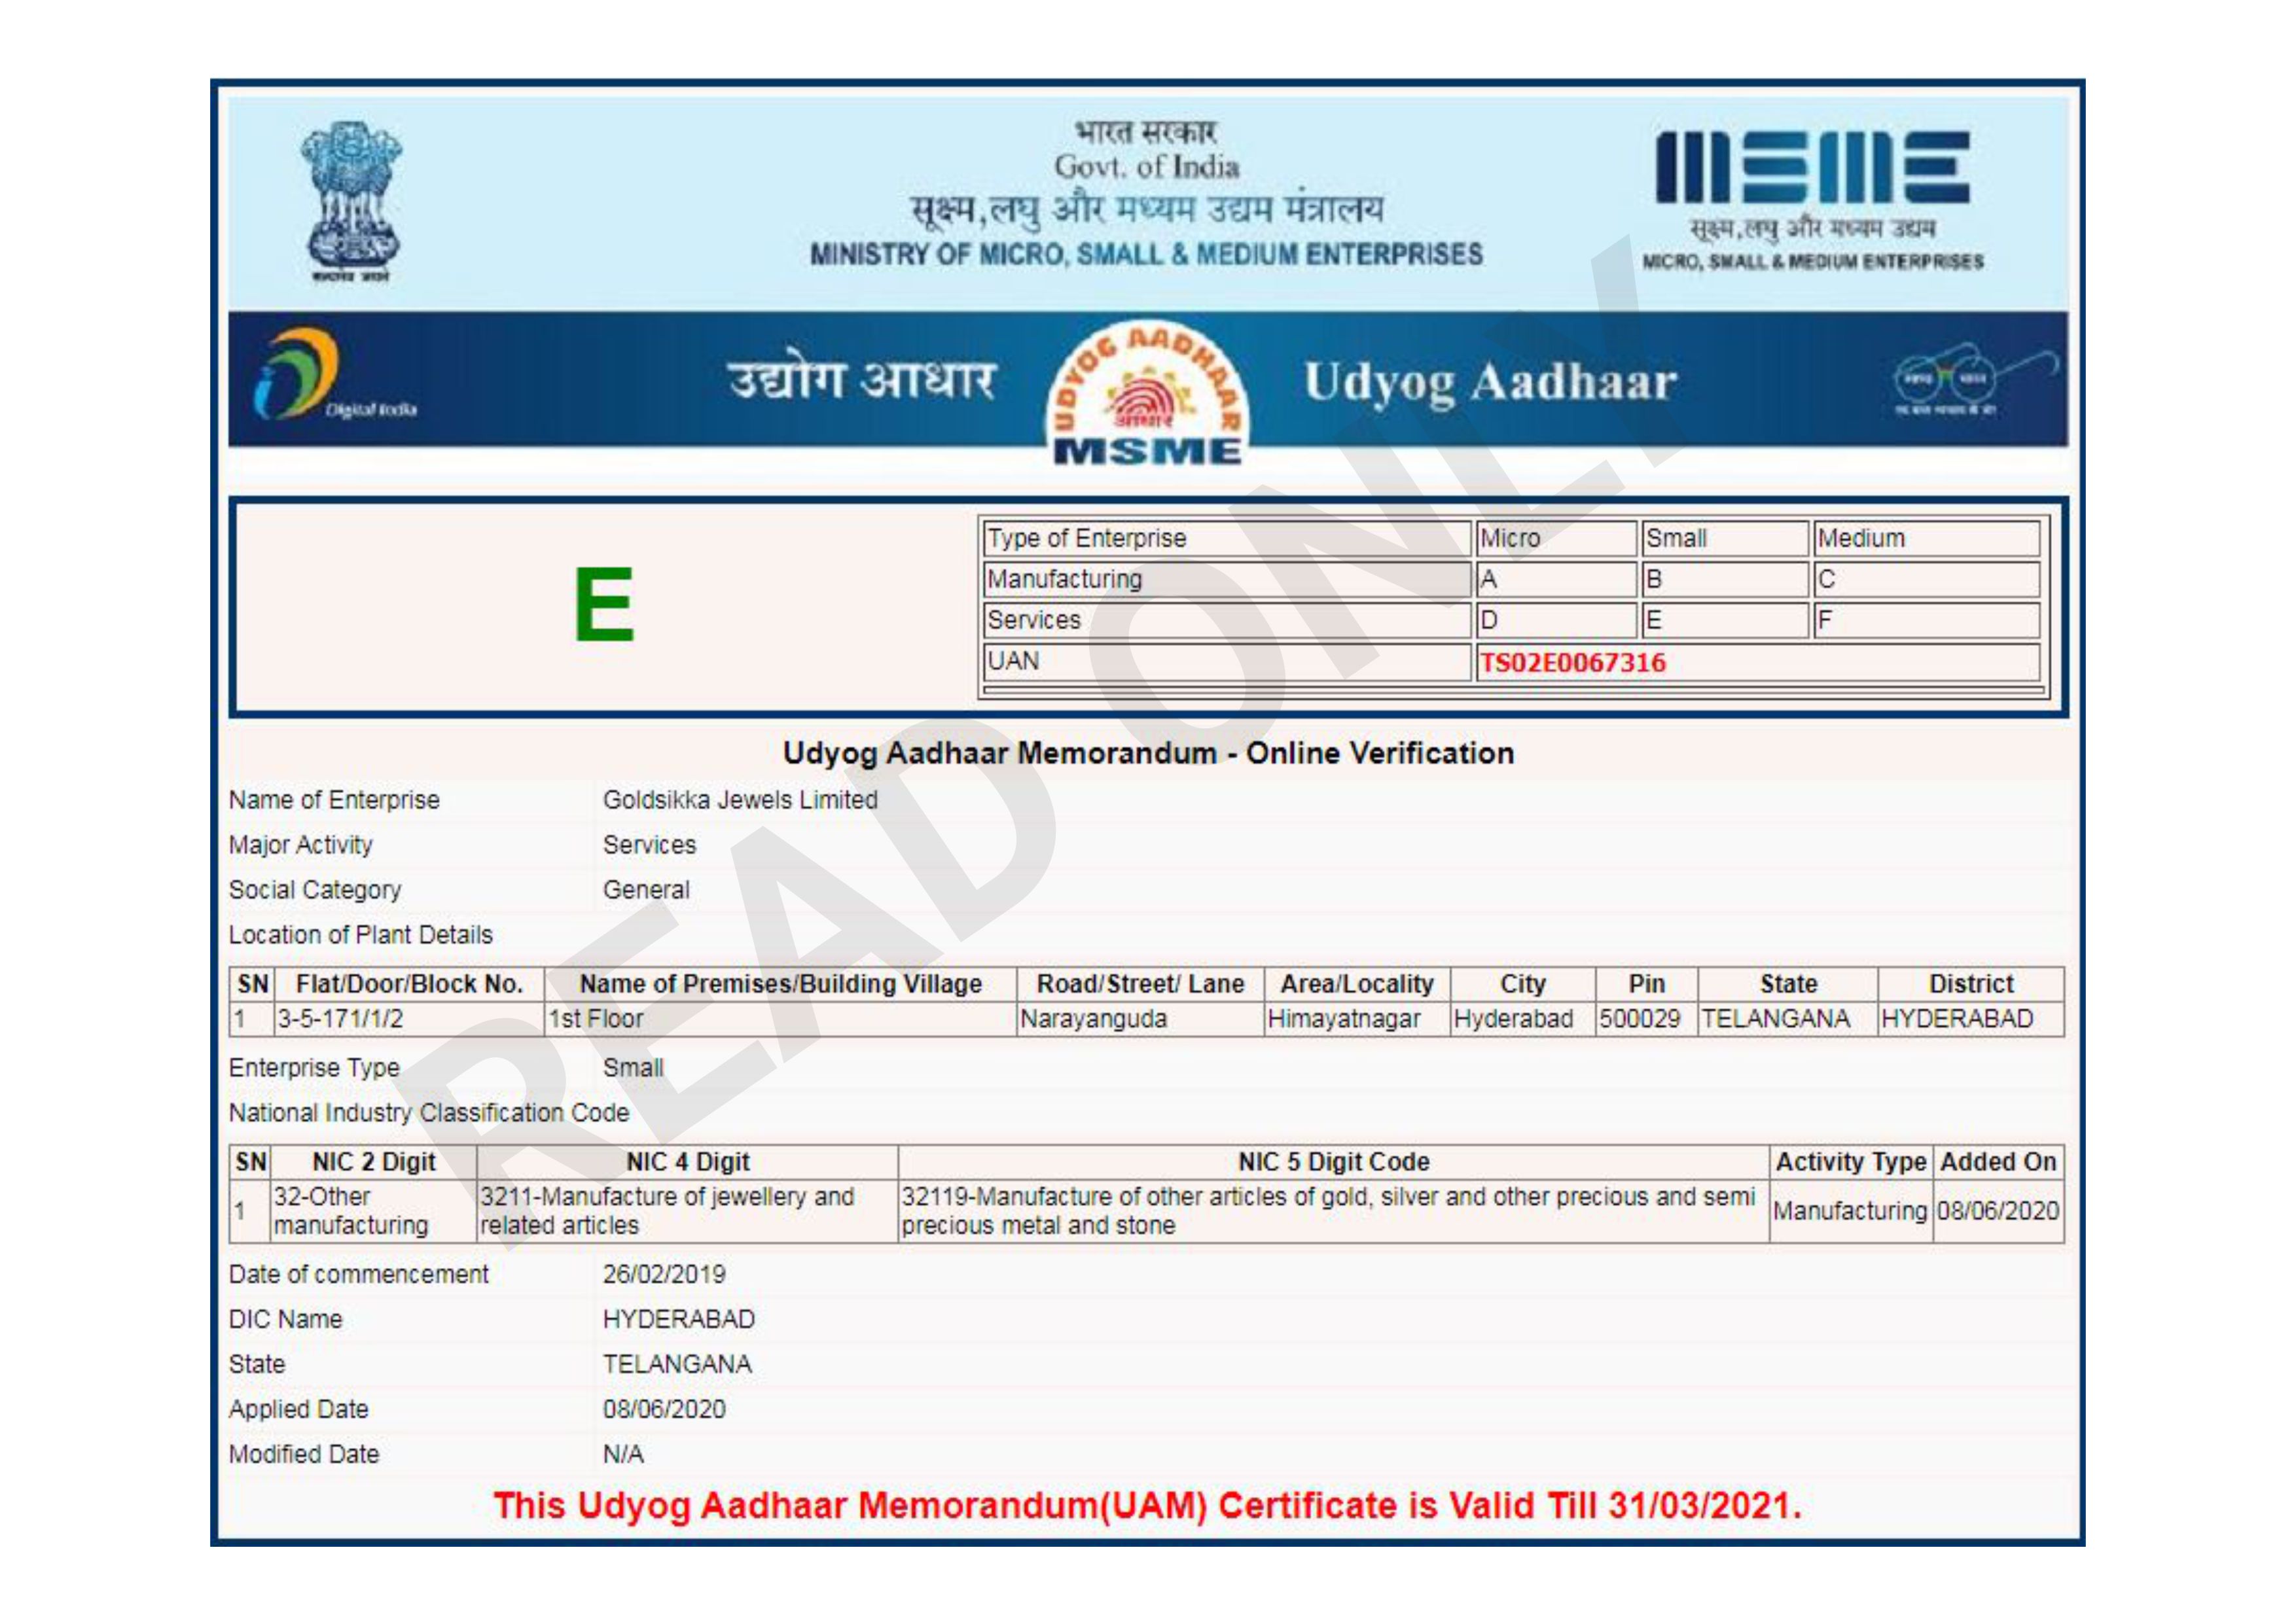 भारत सरकार
Govt. of India
सूक्ष्म,लघु और मध्यम उद्यम मंत्रालय
MINISTRY OF MICRO, SMALL & MEDIUM ENTERPRISES
सत्यमेव जयते
MSME
सूक्ष्म,लघु और मध्यम उद्यम
MICRO, SMALL & MEDIUM ENTERPRISES
Digital India
उद्योग आधार
UDYOG AADHAAR
आधार
MSME
Udyog Aadhaar
E
Type of Enterprise Micro Small Medium
Manufacturing A B C
Services D E F
UAN TS02E0067316
Udyog Aadhaar Memorandum - Online Verification
Name of Enterprise Goldsikka Jewels Limited
Major Activity Services
Social Category General
Location of Plant Details
SN Flat/Door/Block No. Name of Premises/Building Village Road/Street/ Lane Area/Locality City Pin State District
1 3-5-171/1/2 1st Floor Narayanguda Himayatnagar Hyderabad 500029 TELANGANA HYDERABAD
Enterprise Type Small
National Industry Classification Code
SN NIC 2 Digit NIC 4 Digit NIC 5 Digit Code Activity Type Added On
1 32-Other manufacturing 3211-Manufacture of jewellery and related articles 32119-Manufacture of other articles of gold, silver and other precious and semi precious metal and stone Manufacturing 08/06/2020
Date of commencement 26/02/2019
DIC Name HYDERABAD
State TELANGANA
Applied Date 08/06/2020
Modified Date N/A
This Udyog Aadhaar Memorandum(UAM) Certificate is Valid Till 31/03/2021.
READ ONLY